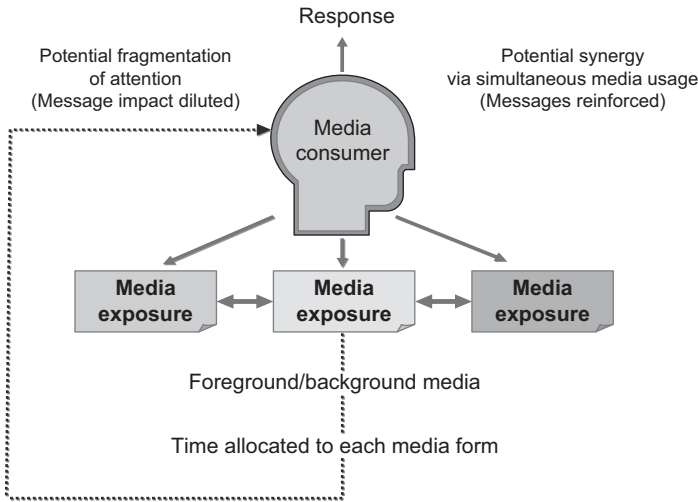 Response
Potential fragmentation
of attention
(Message impact diluted)
Potential synergy
via simultaneous media usage
(Messages reinforced)
Media
consumer
Media
exposure
Media
exposure
Media
exposure
Foreground/background media
Time allocated to each media form